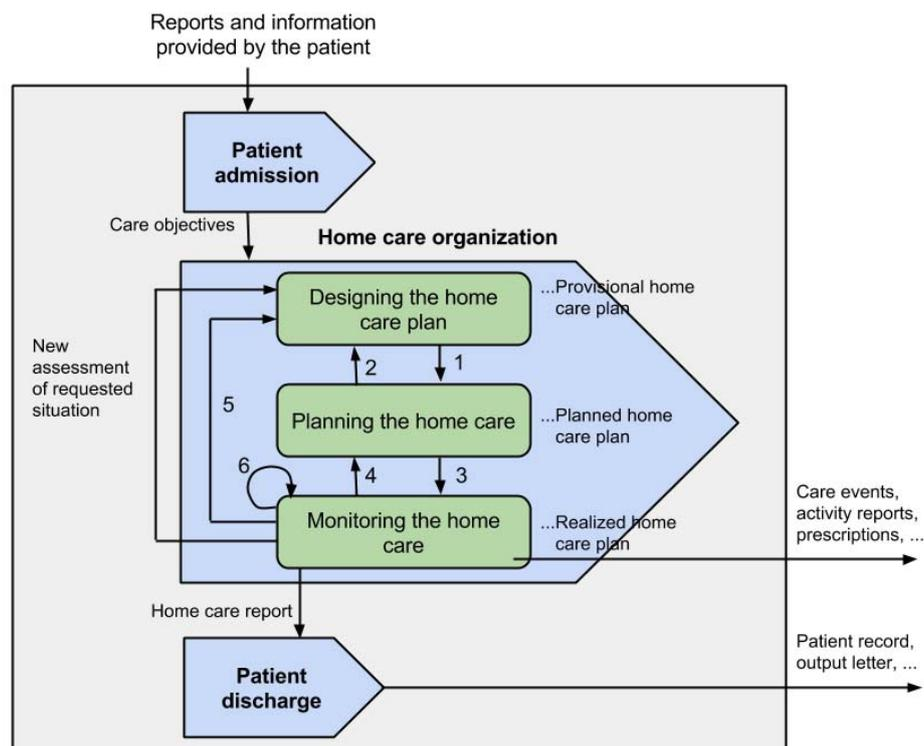 Reports and information
provided by the patient
Patient
admission
Care objectives
Home care organization
Designing the home
care plan
...Provisional home
care plan
2
1
New
assessment
of requested
situation
5
Planning the home care
...Planned home
care plan
6
4
3
Monitoring the home
care
...Realized home
care plan
Care events,
activity reports,
prescriptions, ...
Home care report
Patient
discharge
Patient record,
output letter, ...